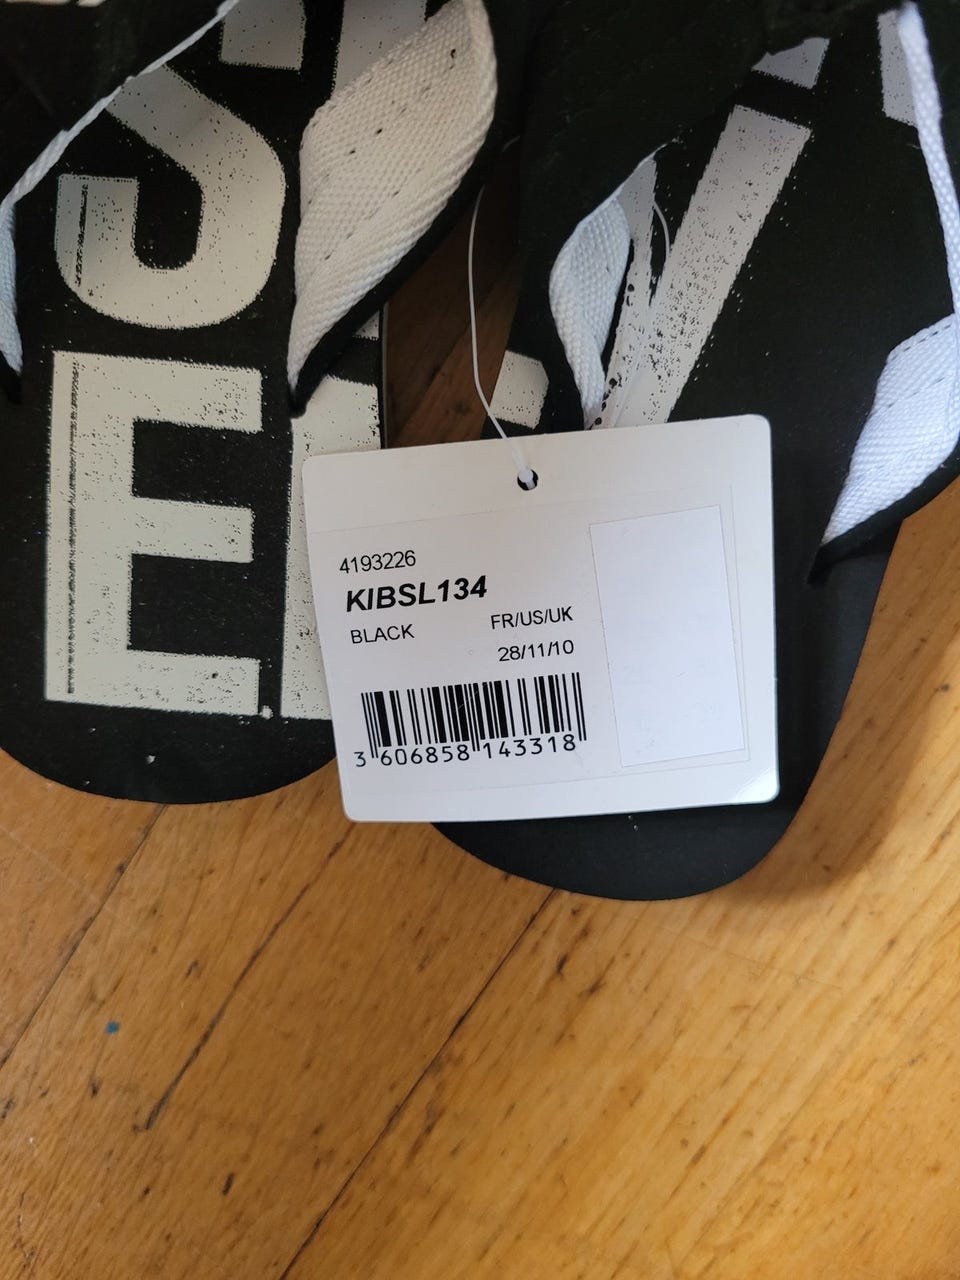 S
E
4193226
KIBSL134
BLACK
FR/US/UK
28/11/10
3 606858 143318